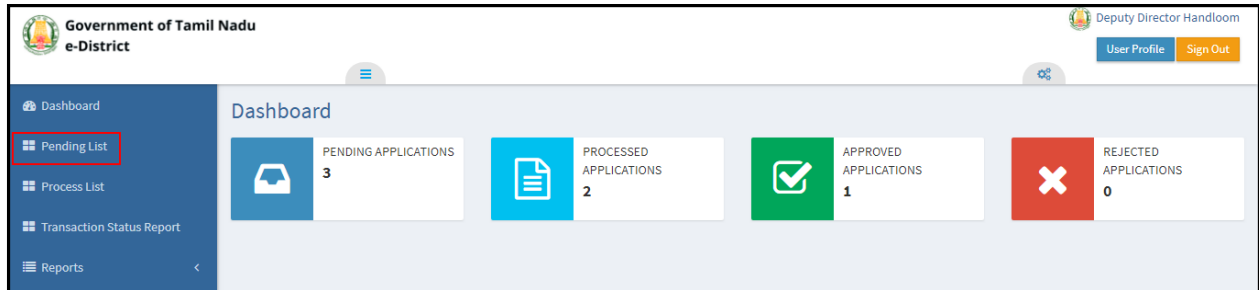 Government of Tamil Nadu
e-District
Deputy Director Handloom
User Profile
Sign Out
Dashboard
Pending List
Process List
Transaction Status Report
Reports
Dashboard
PENDING APPLICATIONS
3
PROCESSED
APPLICATIONS
2
APPROVED
APPLICATIONS
1
REJECTED
APPLICATIONS
0